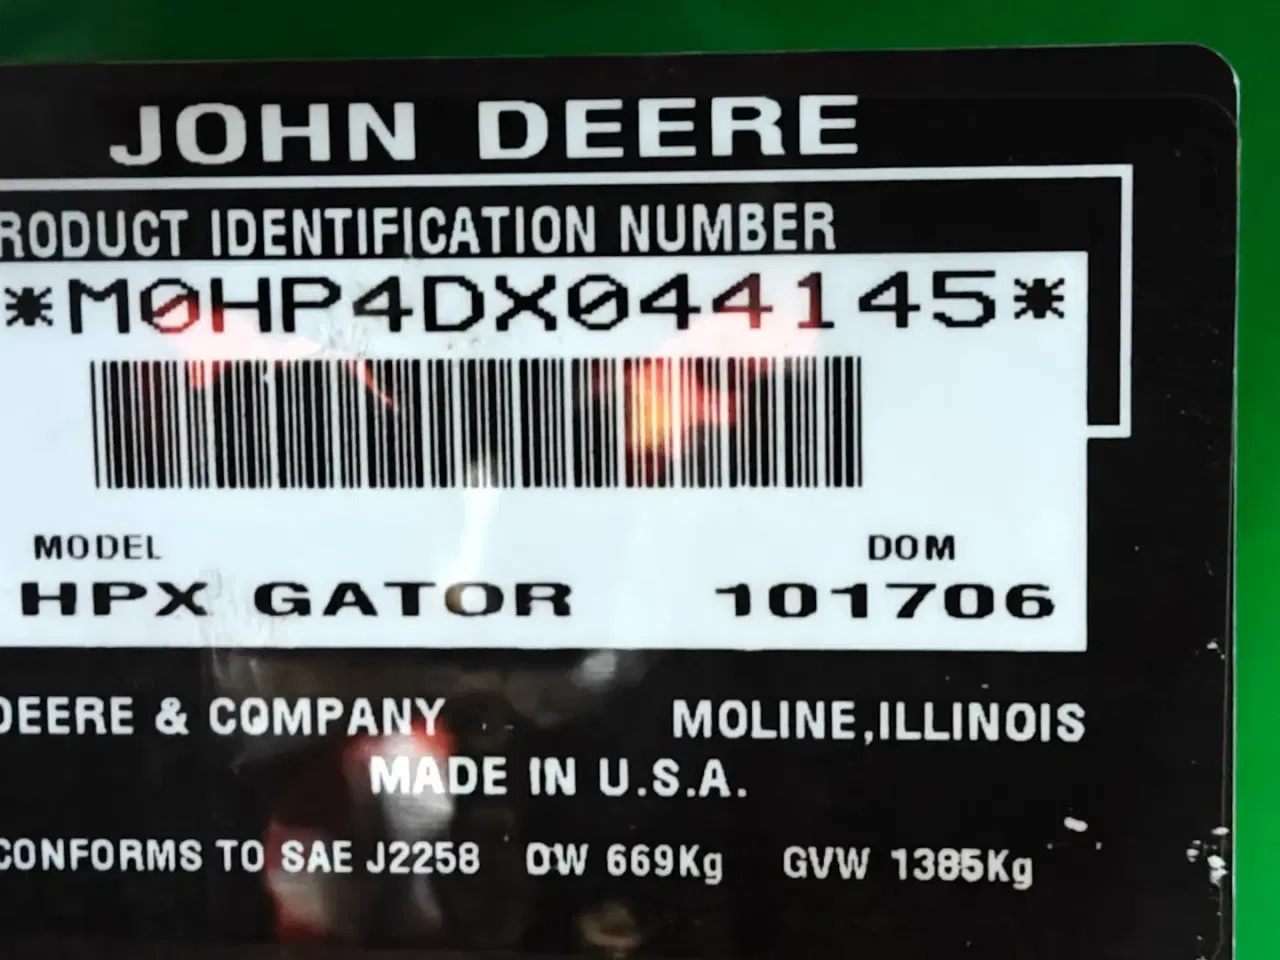 JOHN DEERE
RODUCT IDENTIFICATION NUMBER
*M0HP4DX044145*
MODEL DOM
HPX GATOR 101706
DEERE & COMPANY MOLINE,ILLINOIS
MADE IN U.S.A.
CONFORMS TO SAE J2258 DW 669Kg GVW 1385Kg